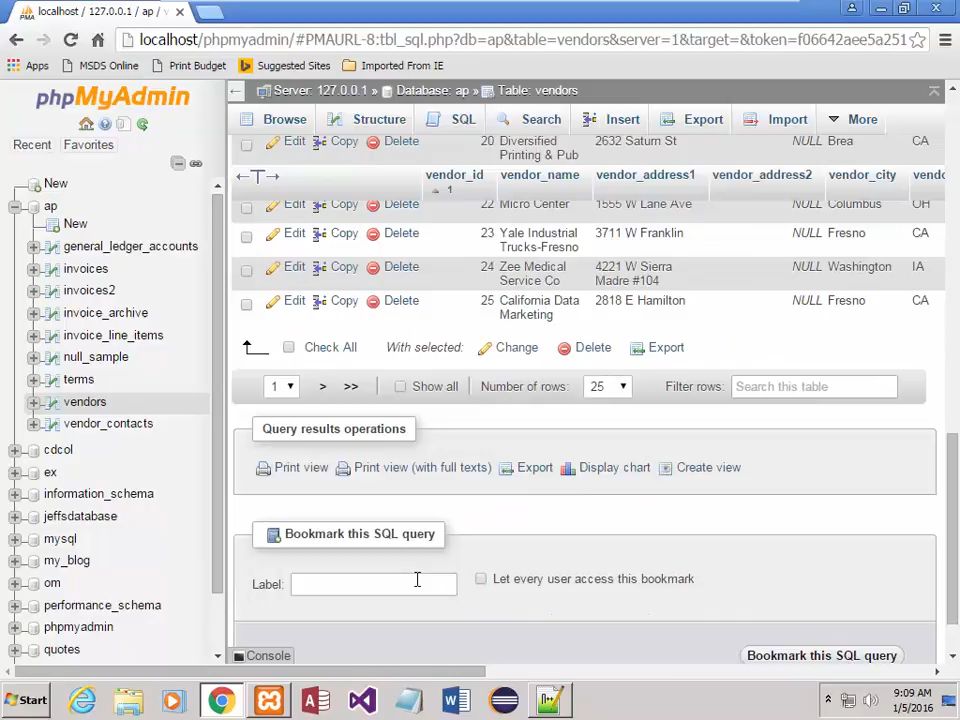 localhost / 127.0.0.1 / ap / v
localhost/phpmyadmin/#PMAURL-8:tbl_sql.php?db=ap&table=vendors&server=1&target=&token=f06642aee5a251
Apps MSDS Online Print Budget Suggested Sites Imported From IE
phpMyAdmin
Recent Favorites
New
ap
New
general_ledger_accounts
invoices
invoices2
invoice_archive
invoice_line_items
null_sample
terms
vendors
vendor_contacts
cdcol
ex
information_schema
jeffsdatabase
mysql
my_blog
om
performance_schema
phpmyadmin
quotes
Server: 127.0.0.1 » Database: ap » Table: vendors
Browse Structure SQL Search Insert Export Import More
Edit Copy Delete 20 Diversified Printing & Pub 2632 Saturn St NULL Brea CA
vendor_id 1 vendor_name vendor_address1 vendor_address2 vendor_city vendo
Edit Copy Delete 22 Micro Center 1555 W Lane Ave NULL Columbus OH
Edit Copy Delete 23 Yale Industrial Trucks-Fresno 3711 W Franklin NULL Fresno CA
Edit Copy Delete 24 Zee Medical Service Co 4221 W Sierra Madre #104 NULL Washington IA
Edit Copy Delete 25 California Data Marketing 2818 E Hamilton NULL Fresno CA
Check All With selected: Change Delete Export
1 > >> Show all Number of rows: 25 Filter rows: Search this table
Query results operations
Print view Print view (with full texts) Export Display chart Create view
Bookmark this SQL query
Label: Let every user access this bookmark
Console Bookmark this SQL query
Start 9:09 AM
1/5/2016